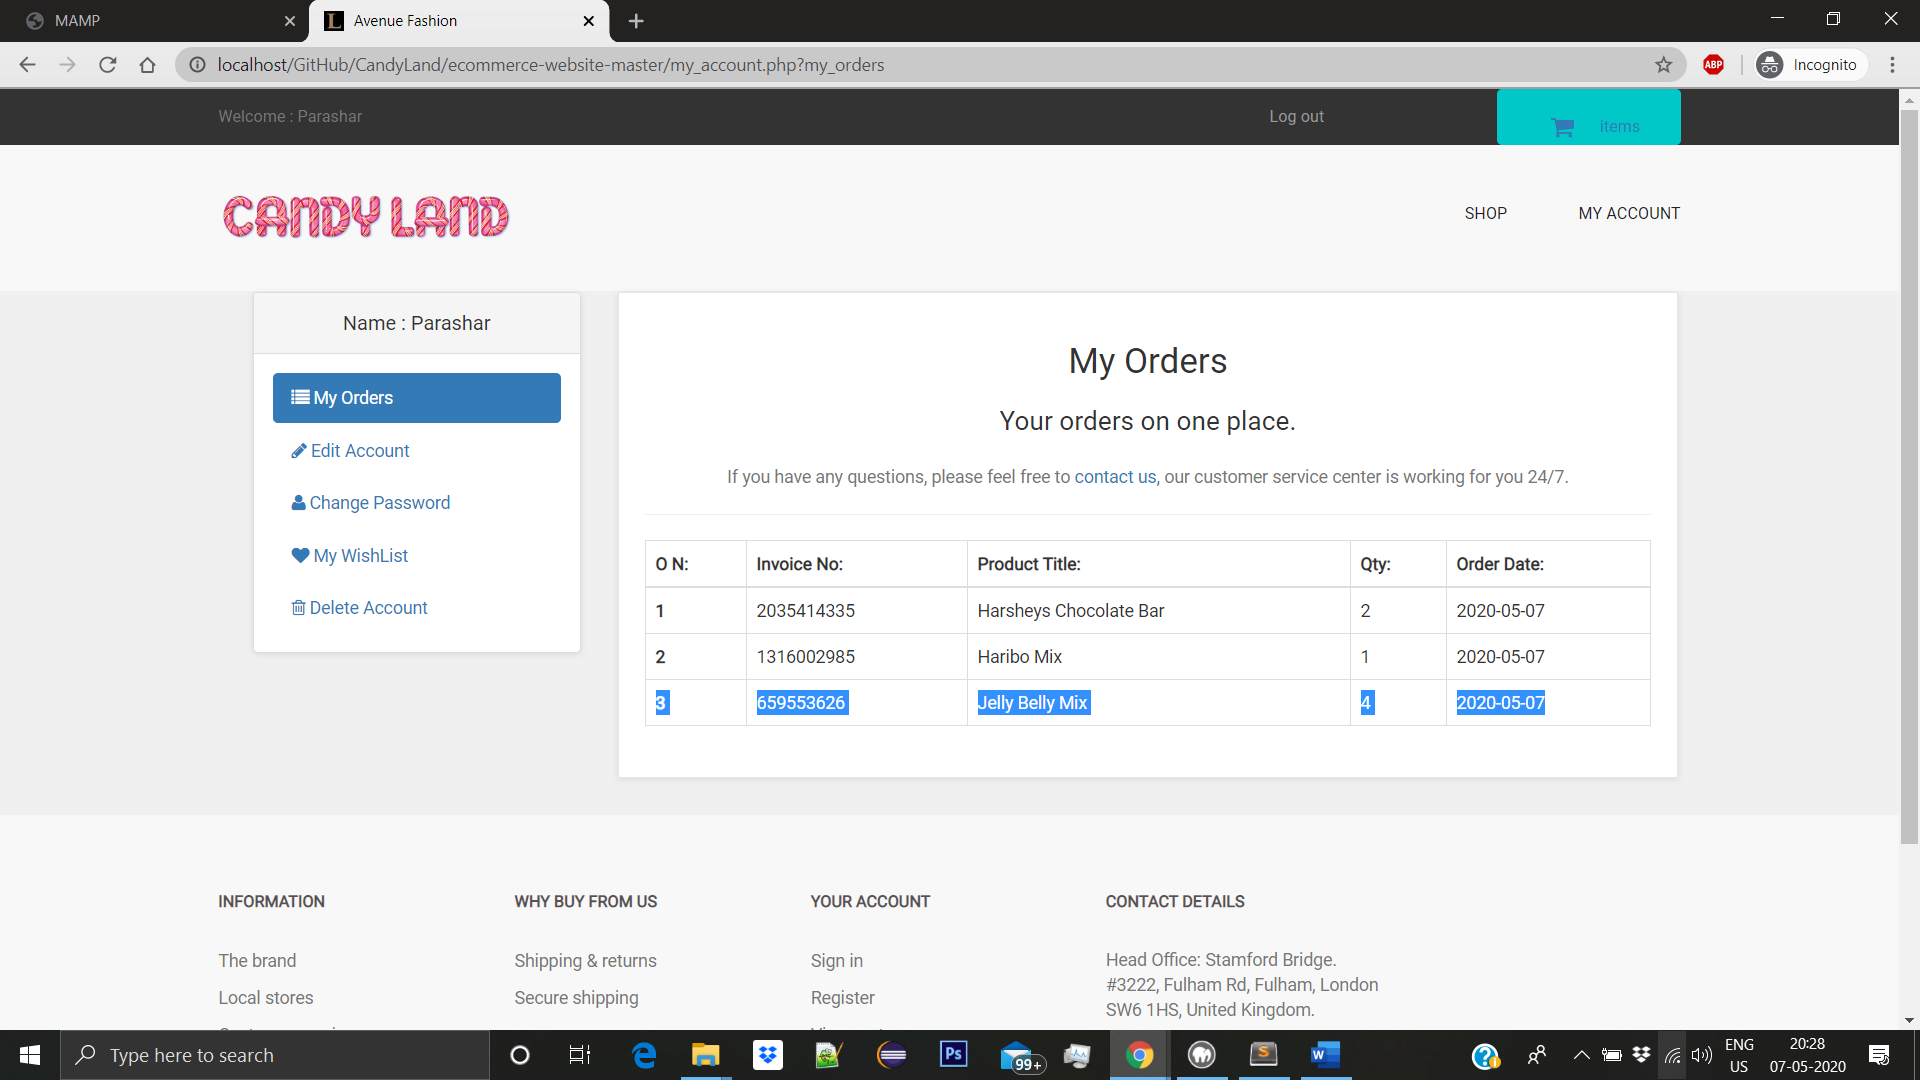 MAMP
Avenue Fashion
localhost/GitHub/CandyLand/ecommerce-website-master/my_account.php?my_orders
ABP
Incognito
Welcome : Parashar
Log out
items
CANDY LAND
SHOP
MY ACCOUNT
Name : Parashar
My Orders
Edit Account
Change Password
My WishList
Delete Account
My Orders
Your orders on one place.
If you have any questions, please feel free to contact us, our customer service center is working for you 24/7.
O N: Invoice No: Product Title: Qty: Order Date:
1 2035414335 Harsheys Chocolate Bar 2 2020-05-07
2 1316002985 Haribo Mix 1 2020-05-07
3 659553626 Jelly Belly Mix 4 2020-05-07
INFORMATION
The brand
Local stores
WHY BUY FROM US
Shipping & returns
Secure shipping
YOUR ACCOUNT
Sign in
Register
CONTACT DETAILS
Head Office: Stamford Bridge.
#3222, Fulham Rd, Fulham, London
SW6 1HS, United Kingdom.
Type here to search
Ps
99+
S
W
ENG
US
20:28
07-05-2020